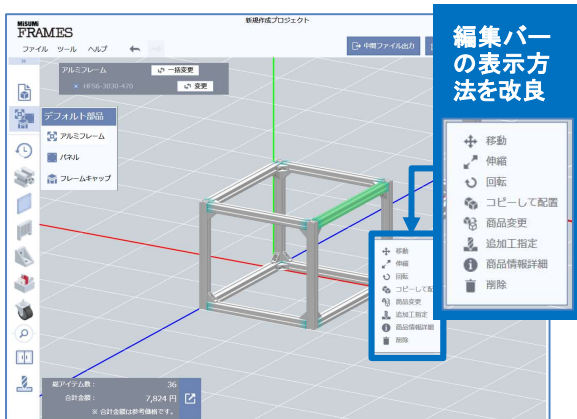 MiSUMi
FRAMES
新規作成プロジェクト
ファイル ツール ヘルプ
中間ファイル出力
アルミフレーム
一括変更
HFS6-3030-470
変更
デフォルト部品
アルミフレーム
パネル
フレームキャップ
移動
伸縮
回転
コピーして配
商品変更
追加工指定
商品情報詳細
削除
総アイテム数: 36
合計金額: 7,824 円
※ 合計金額は参考価格です。
編集バー
の表示方
法を改良
移動
伸縮
回転
コピーして配置
商品変更
追加工指定
商品情報詳細
削除